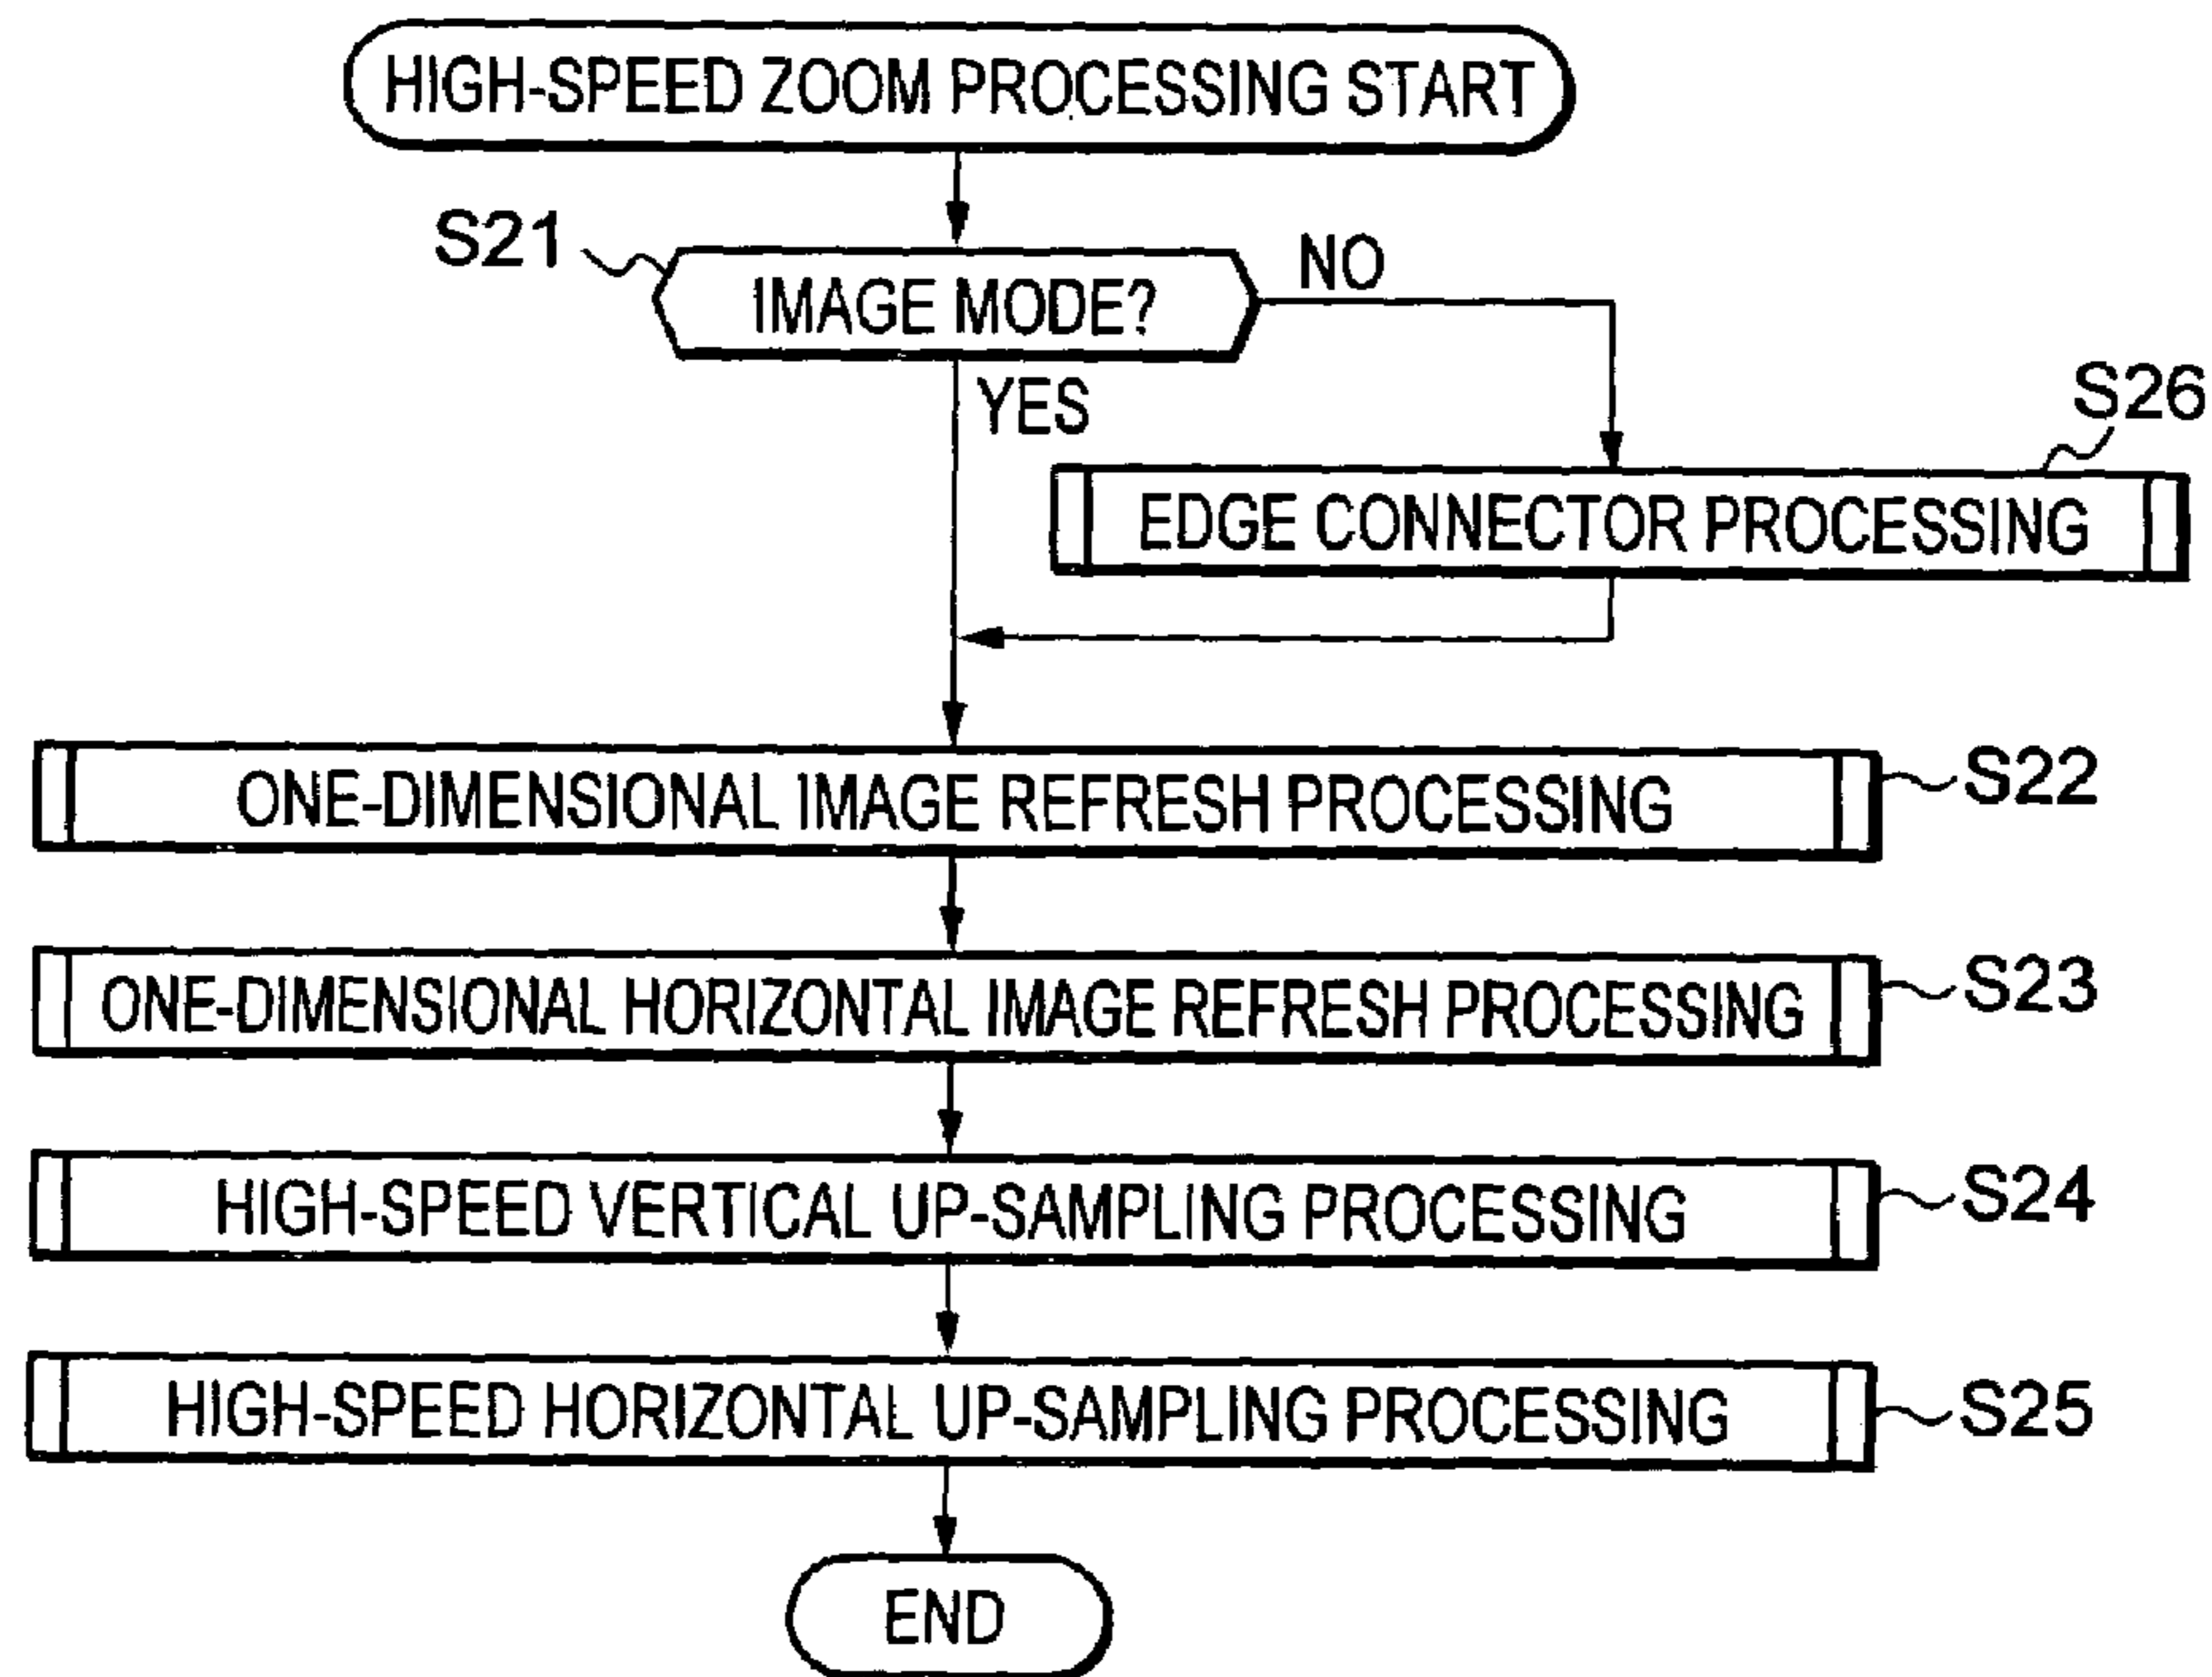 HIGH-SPEED ZOOM PROCESSING START
S21
IMAGE MODE?
NO
YES
S26
EDGE CONNECTOR PROCESSING
ONE-DIMENSIONAL IMAGE REFRESH PROCESSING
S22
ONE-DIMENSIONAL HORIZONTAL IMAGE REFRESH PROCESSING
S23
HIGH-SPEED VERTICAL UP-SAMPLING PROCESSING
S24
HIGH-SPEED HORIZONTAL UP-SAMPLING PROCESSING
S25
END